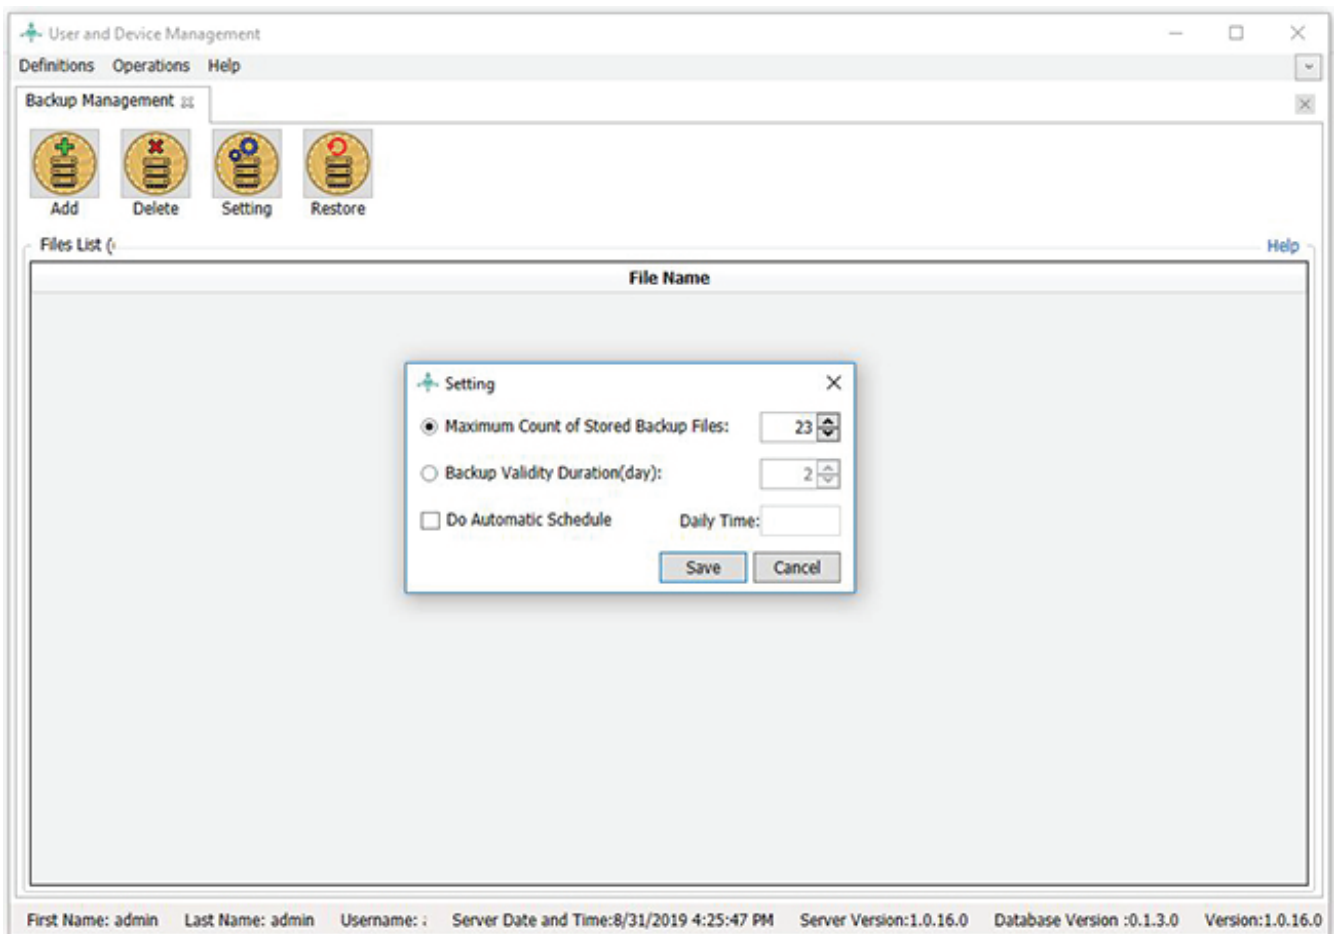 User and Device Management
Definitions Operations Help
Backup Management
Add Delete Setting Restore
Files List (
Help
File Name
Setting
Maximum Count of Stored Backup Files: 23
Backup Validity Duration(day): 2
Do Automatic Schedule Daily Time:
Save Cancel
First Name: admin Last Name: admin Username: Server Date and Time:8/31/2019 4:25:47 PM Server Version:1.0.16.0 Database Version :0.1.3.0 Version:1.0.16.0